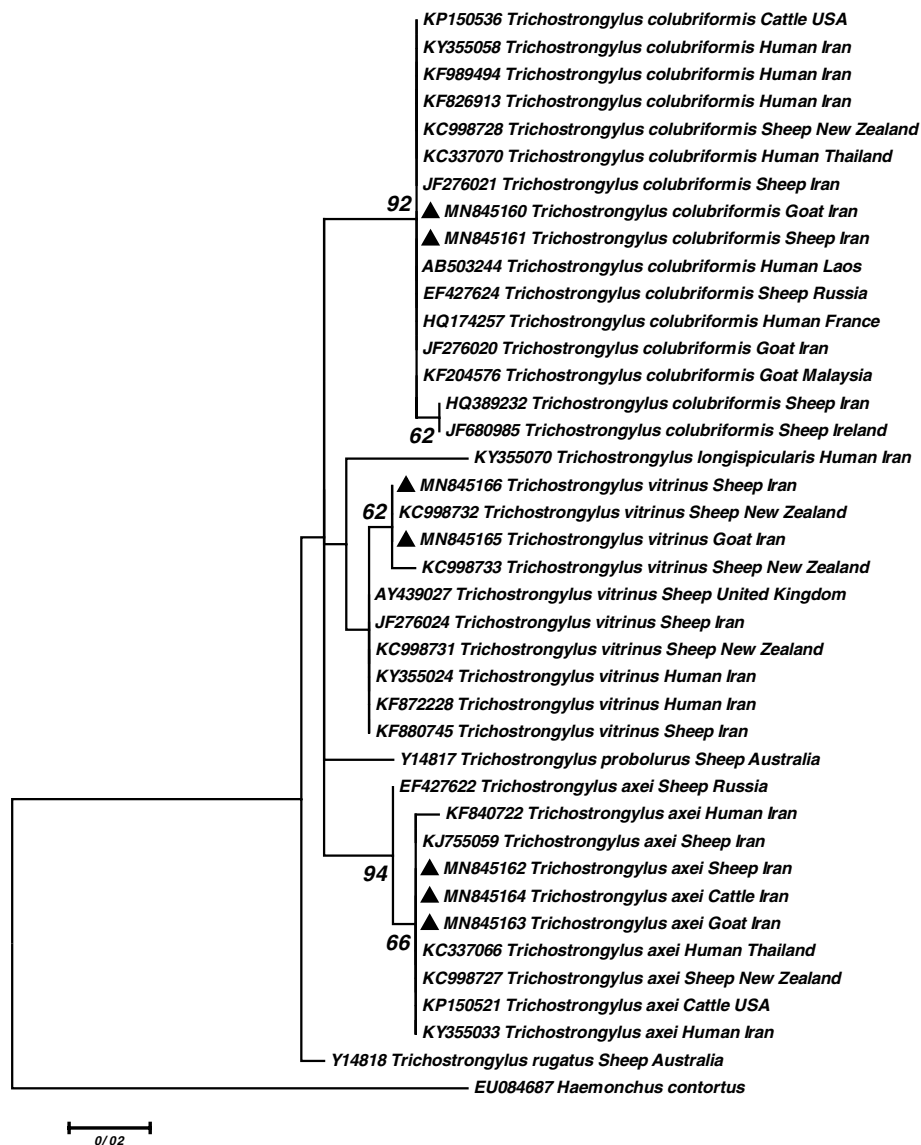 KP150536 Trichostrongylus colubriformis Cattle USA
KY355058 Trichostrongylus colubriformis Human Iran
KF989494 Trichostrongylus colubriformis Human Iran
KF826913 Trichostrongylus colubriformis Human Iran
KC998728 Trichostrongylus colubriformis Sheep New Zealand
KC337070 Trichostrongylus colubriformis Human Thailand
JF276021 Trichostrongylus colubriformis Sheep Iran
92
MN845160 Trichostrongylus colubriformis Goat Iran
MN845161 Trichostrongylus colubriformis Sheep Iran
AB503244 Trichostrongylus colubriformis Human Laos
EF427624 Trichostrongylus colubriformis Sheep Russia
HQ174257 Trichostrongylus colubriformis Human France
JF276020 Trichostrongylus colubriformis Goat Iran
KF204576 Trichostrongylus colubriformis Goat Malaysia
HQ389232 Trichostrongylus colubriformis Sheep Iran
62
JF680985 Trichostrongylus colubriformis Sheep Ireland
KY355070 Trichostrongylus longispicularis Human Iran
MN845166 Trichostrongylus vitrinus Sheep Iran
62
KC998732 Trichostrongylus vitrinus Sheep New Zealand
MN845165 Trichostrongylus vitrinus Goat Iran
KC998733 Trichostrongylus vitrinus Sheep New Zealand
AY439027 Trichostrongylus vitrinus Sheep United Kingdom
JF276024 Trichostrongylus vitrinus Sheep Iran
KC998731 Trichostrongylus vitrinus Sheep New Zealand
KY355024 Trichostrongylus vitrinus Human Iran
KF872228 Trichostrongylus vitrinus Human Iran
KF880745 Trichostrongylus vitrinus Sheep Iran
Y14817 Trichostrongylus probolurus Sheep Australia
EF427622 Trichostrongylus axei Sheep Russia
KF840722 Trichostrongylus axei Human Iran
KJ755059 Trichostrongylus axei Sheep Iran
94
MN845162 Trichostrongylus axei Sheep Iran
MN845164 Trichostrongylus axei Cattle Iran
MN845163 Trichostrongylus axei Goat Iran
66
KC337066 Trichostrongylus axei Human Thailand
KC998727 Trichostrongylus axei Sheep New Zealand
KP150521 Trichostrongylus axei Cattle USA
KY355033 Trichostrongylus axei Human Iran
Y14818 Trichostrongylus rugatus Sheep Australia
EU084687 Haemonchus contortus
0/02